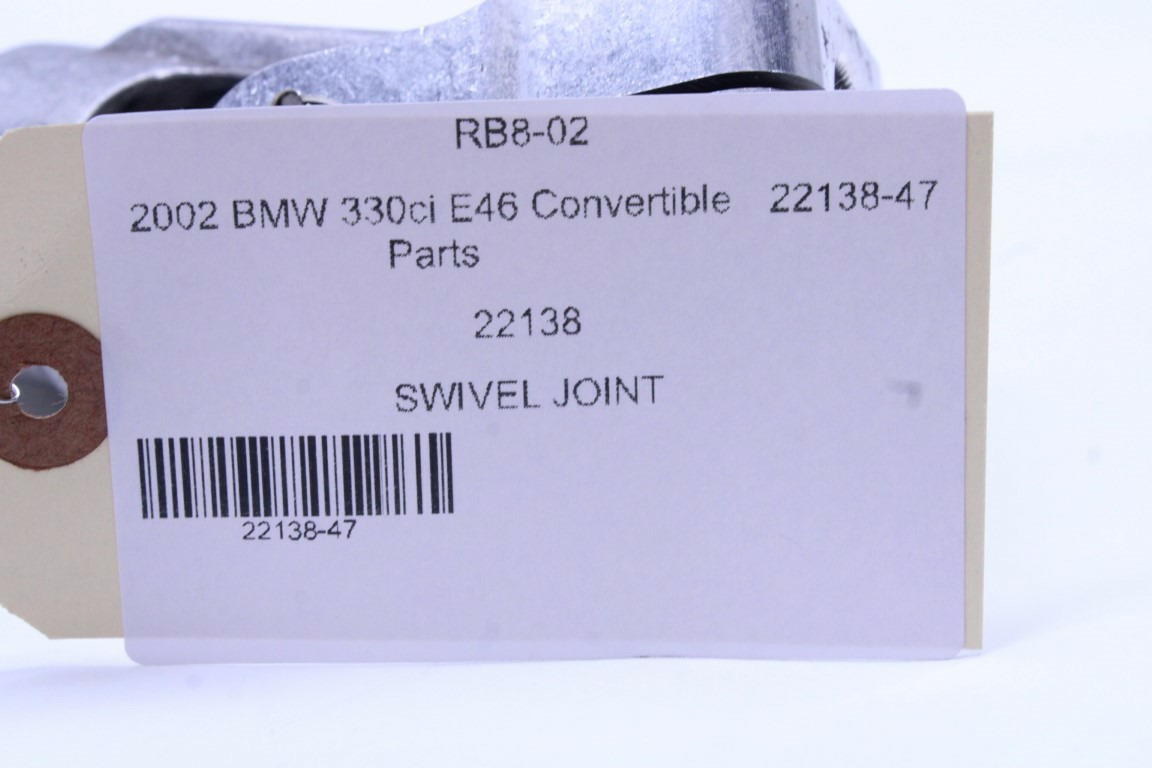 RB8-02
2002 BMW 330ci E46 Convertible 22138-47
Parts
22138
SWIVEL JOINT
22138-47